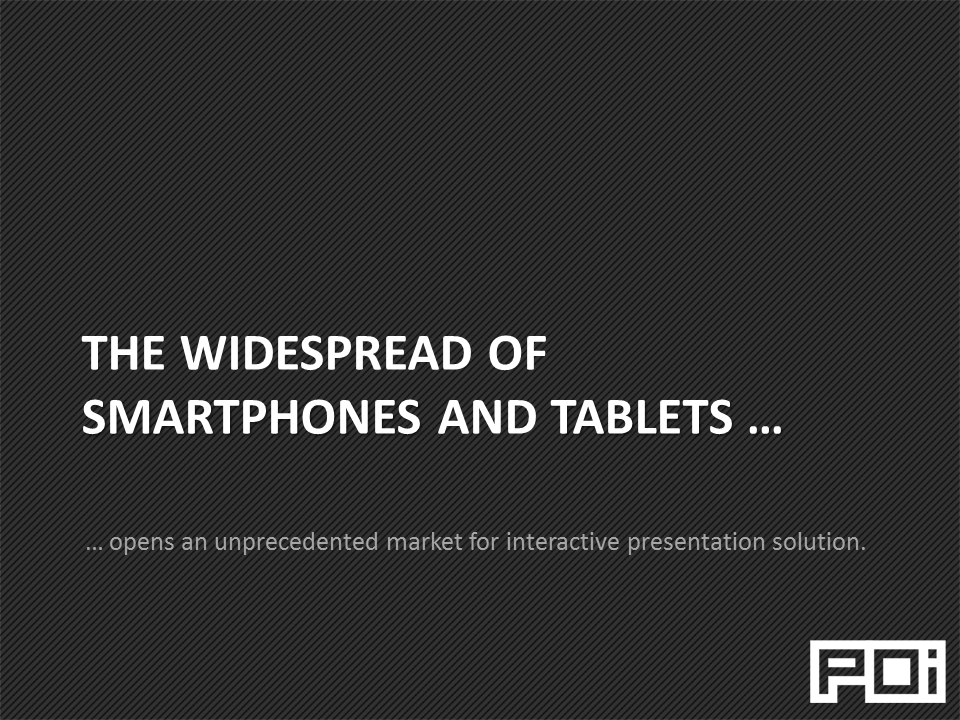 THE WIDESPREAD OF
SMARTPHONES AND TABLETS …
… opens an unprecedented market for interactive presentation solution.
POi